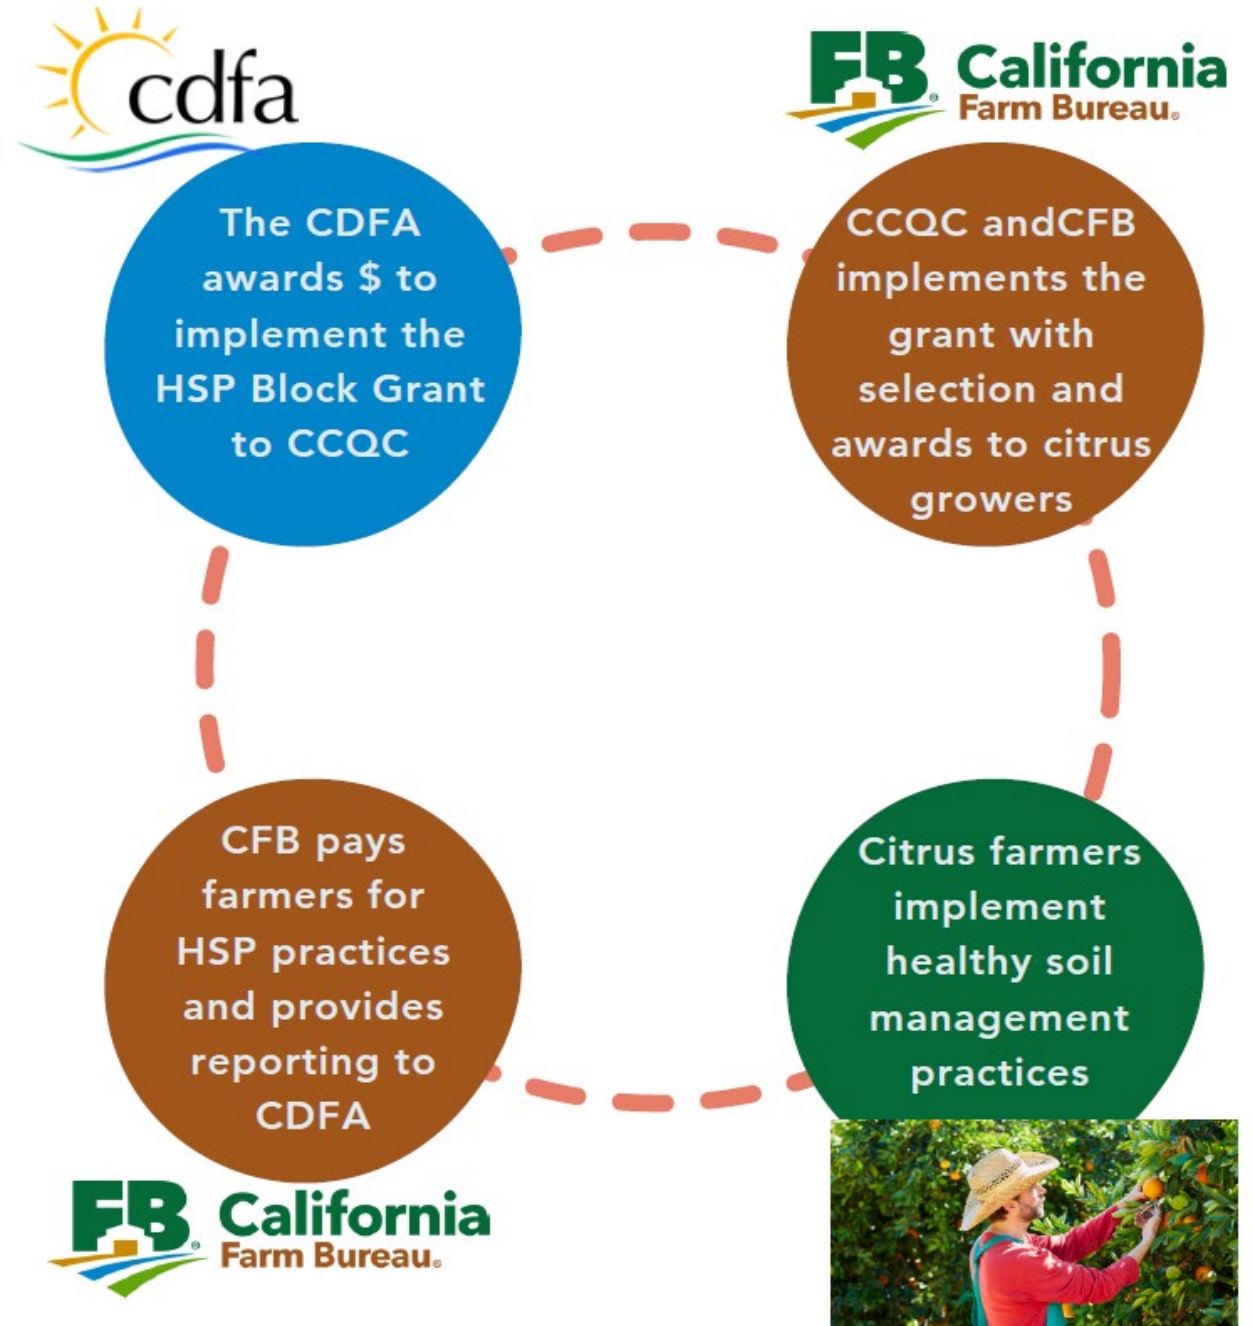 cdfa
The CDFA
awards $ to
implement the
HSP Block Grant
to CCQC
FB California
Farm Bureau®
CCQC andCFB
implements the
grant with
selection and
awards to citrus
growers
CFB pays
farmers for
HSP practices
and provides
reporting to
CDFA
FB California
Farm Bureau®
Citrus farmers
implement
healthy soil
management
practices